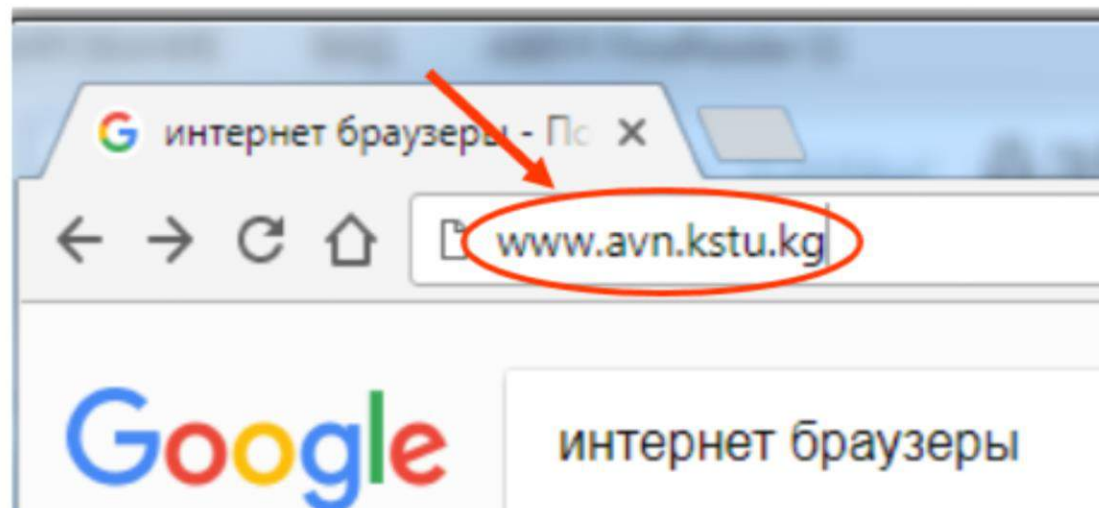 интернет браузеры - По
www.avn.kstu.kg
Google
интернет браузеры